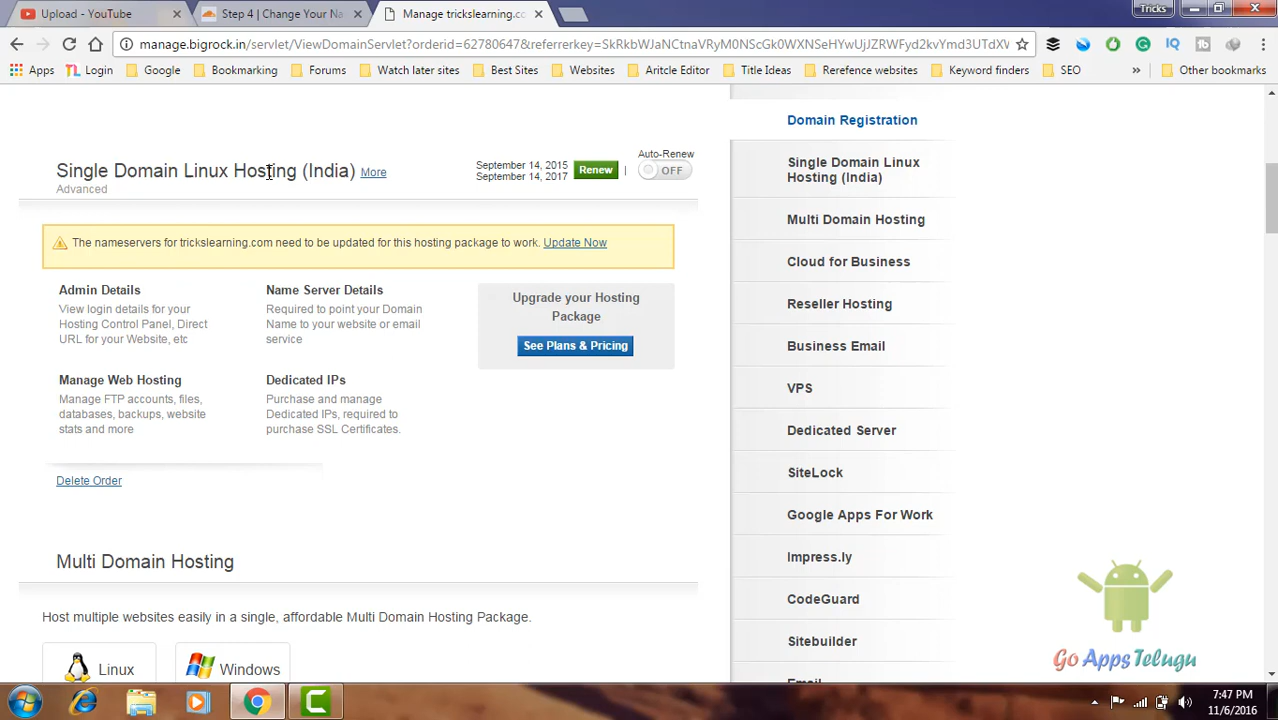 Upload - YouTube
Step 4 | Change Your Na
Manage trickslearning.co
Tricks
manage.bigrock.in/servlet/ViewDomainServlet?orderid=62780647&referrerkey=SkRkbWJaNCtnaVRyM0NScGk0WXNSeHYwUjJZRWFyd2kvYmd3UTdXV
Apps
Login
Google
Bookmarking
Forums
Watch later sites
Best Sites
Websites
Aritcle Editor
Title Ideas
Rerefence websites
Keyword finders
SEO
»
Other bookmarks
Single Domain Linux Hosting (India) More
Advanced
September 14, 2015
September 14, 2017
Renew
|
Auto-Renew
OFF
The nameservers for trickslearning.com need to be updated for this hosting package to work. Update Now
Admin Details
View login details for your
Hosting Control Panel, Direct
URL for your Website, etc
Name Server Details
Required to point your Domain
Name to your website or email
service
Upgrade your Hosting
Package
See Plans & Pricing
Manage Web Hosting
Manage FTP accounts, files,
databases, backups, website
stats and more
Dedicated IPs
Purchase and manage
Dedicated IPs, required to
purchase SSL Certificates.
Delete Order
Multi Domain Hosting
Host multiple websites easily in a single, affordable Multi Domain Hosting Package.
Linux
Windows
Domain Registration
Single Domain Linux
Hosting (India)
Multi Domain Hosting
Cloud for Business
Reseller Hosting
Business Email
VPS
Dedicated Server
SiteLock
Google Apps For Work
Impress.ly
CodeGuard
Sitebuilder
Email
Go Apps Telugu
7:47 PM
11/6/2016